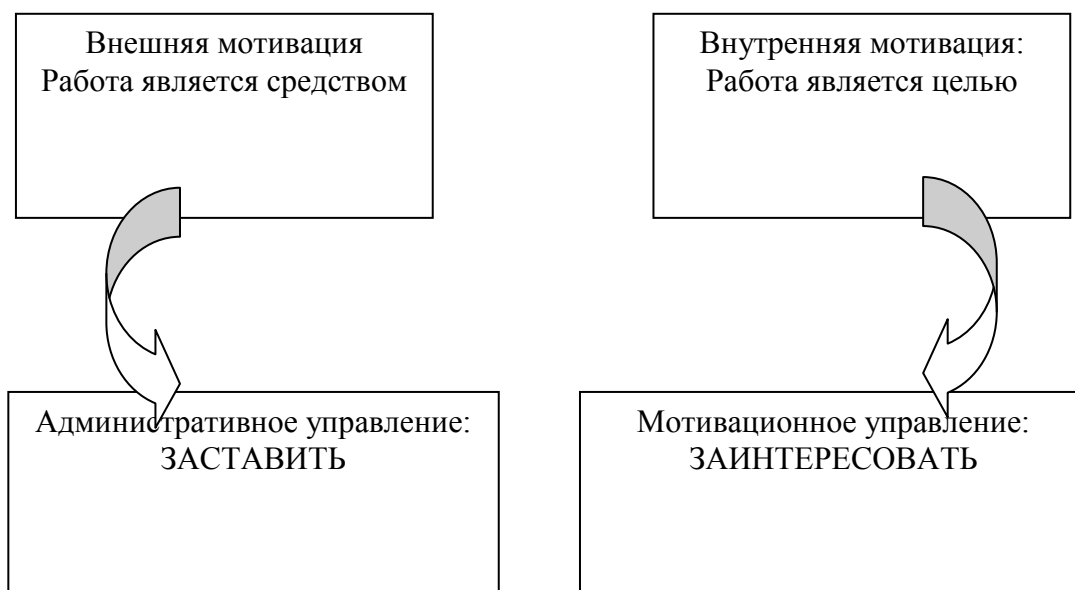 Внешняя мотивация
Работа является средством
Внутренняя мотивация:
Работа является целью
Административное управление:
ЗАСТАВИТЬ
Мотивационное управление:
ЗАИНТЕРЕСОВАТЬ